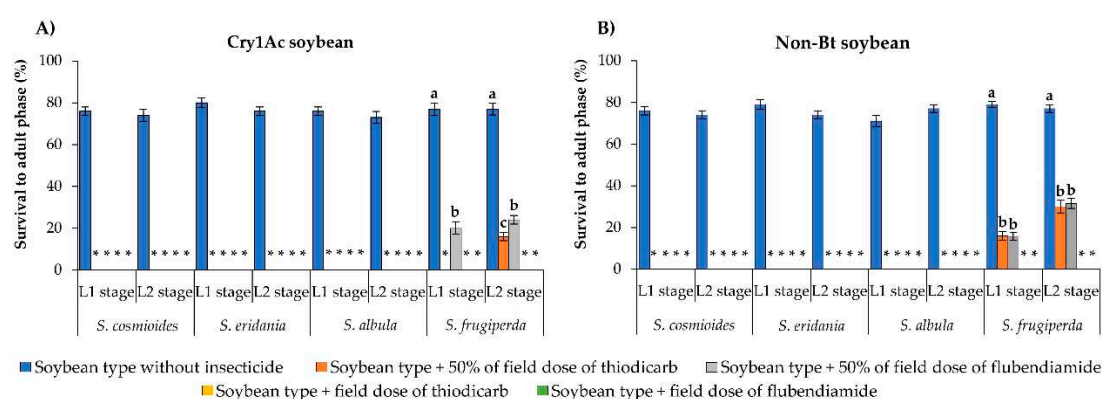 A)
Cry1Ac soybean
Survival to adult phase (%)
100
80
60
40
20
0
a
a
b
c
b
* * * * * * * * * * * * * * * * * * * * * * * * * * * *
L1 stage L2 stage L1 stage L2 stage L1 stage L2 stage L1 stage L2 stage
S. cosmioides S. eridania S. albula S. frugiperda
B)
Non-Bt soybean
Survival to adult phase (%)
100
80
60
40
20
0
a
a
b b
b b
* * * * * * * * * * * * * * * * * * * * * * * * * * * *
L1 stage L2 stage L1 stage L2 stage L1 stage L2 stage L1 stage L2 stage
S. cosmioides S. eridania S. albula S. frugiperda
Soybean type without insecticide Soybean type + 50% of field dose of thiodicarb Soybean type + 50% of field dose of flubendiamide
Soybean type + field dose of thiodicarb Soybean type + field dose of flubendiamide